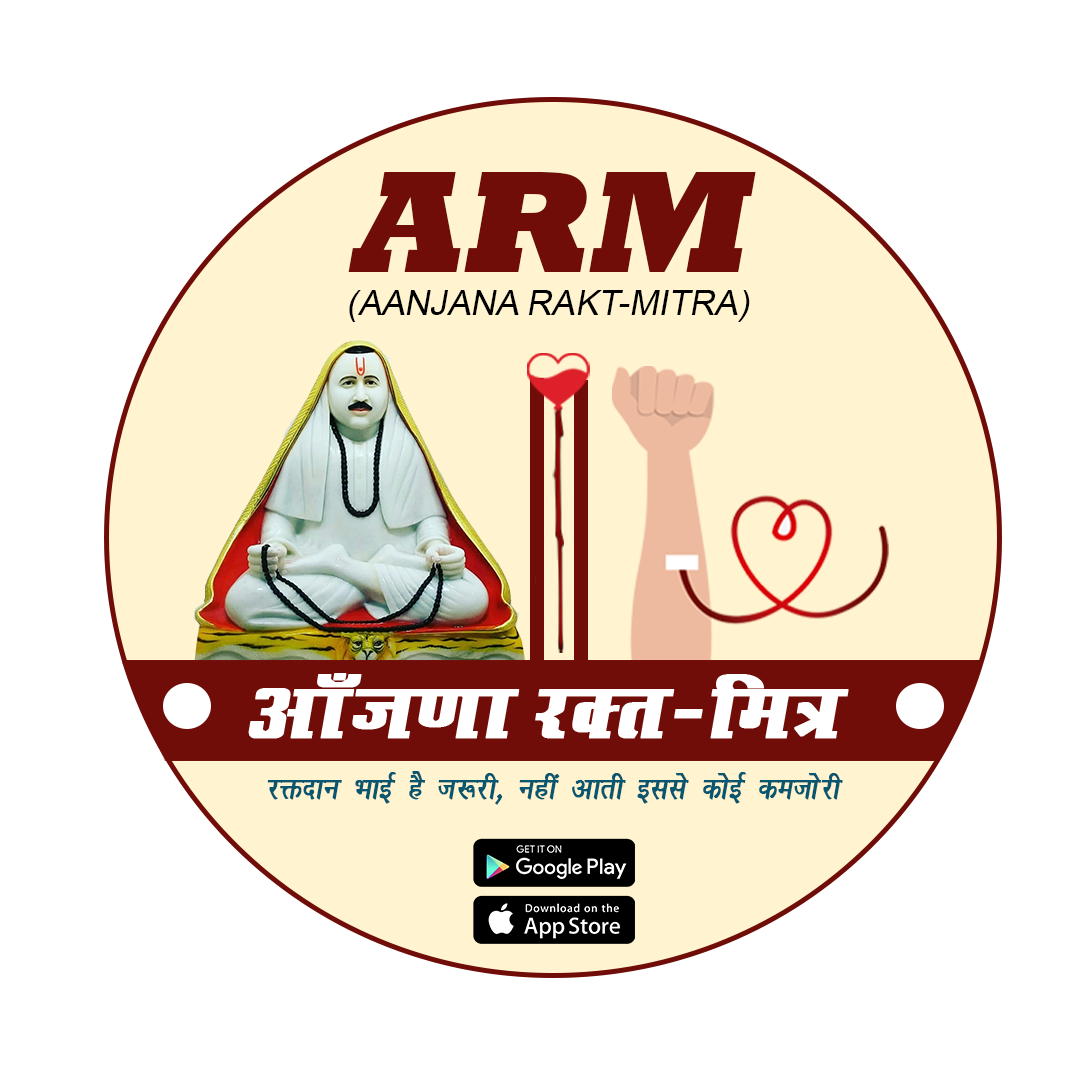 ARM
(AANJANA RAKT-MITRA)
आँजणा रक्त-मित्र
रक्तदान भाई है जरूरी, नहीं आती इससे कोई कमजोरी
GET IT ON
Google Play
Download on the
App Store